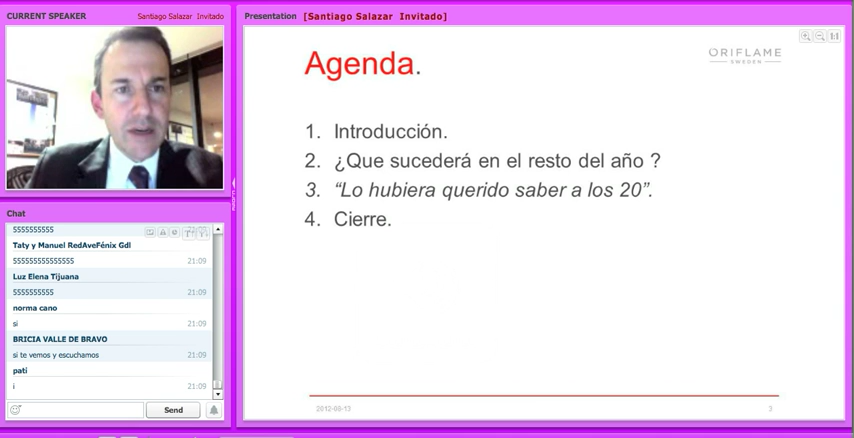 CURRENT SPEAKER
Santiago Salazar Invitado
Chat
5555555555
Taty y Manuel RedAveFénix Gdl
555555555555555
21:09
Luz Elena Tijuana
5555555555
21:09
norma cano
si
21:09
BRICIA VALLE DE BRAVO
si te vemos y escuchamos
21:09
pati
i
21:09
Send
Presentation [Santiago Salazar Invitado]
1:1
ORIFLAME
SWEDEN
Agenda.
1. Introducción.
2. ¿Que sucederá en el resto del año ?
3. “Lo hubiera querido saber a los 20”.
4. Cierre.
2012-08-13
3